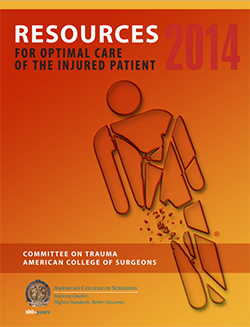 RESOURCES
2014
FOR OPTIMAL CARE
OF THE INJURED PATIENT
®
COMMITTEE ON TRAUMA
AMERICAN COLLEGE OF SURGEONS
AMERICAN COLLEGE OF SURGEONS
Inspiring Quality:
Highest Standards, Better Outcomes
100+years